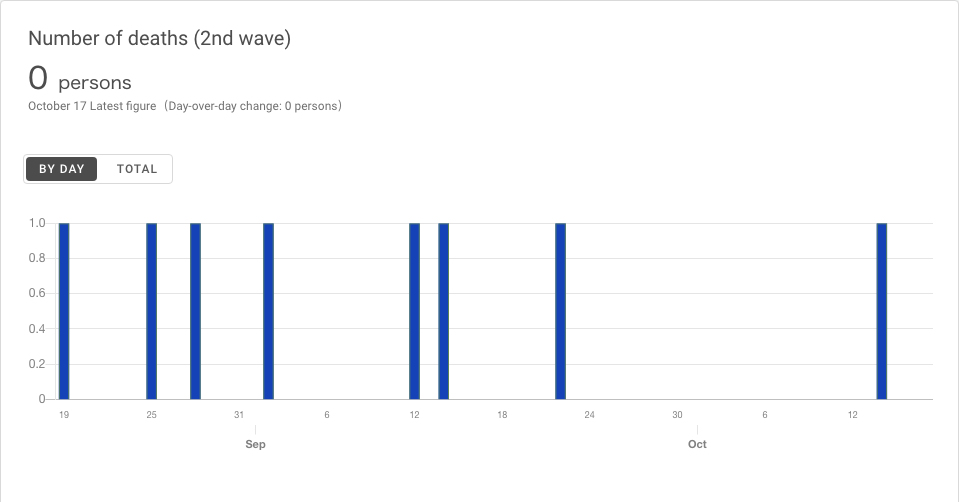 Number of deaths (2nd wave)
0 persons
October 17 Latest figure (Day-over-day change: 0 persons)
BY DAY TOTAL
1.0
0.8
0.6
0.4
0.2
0
19 25 31 6 12 18 24 30 6 12
Sep Oct